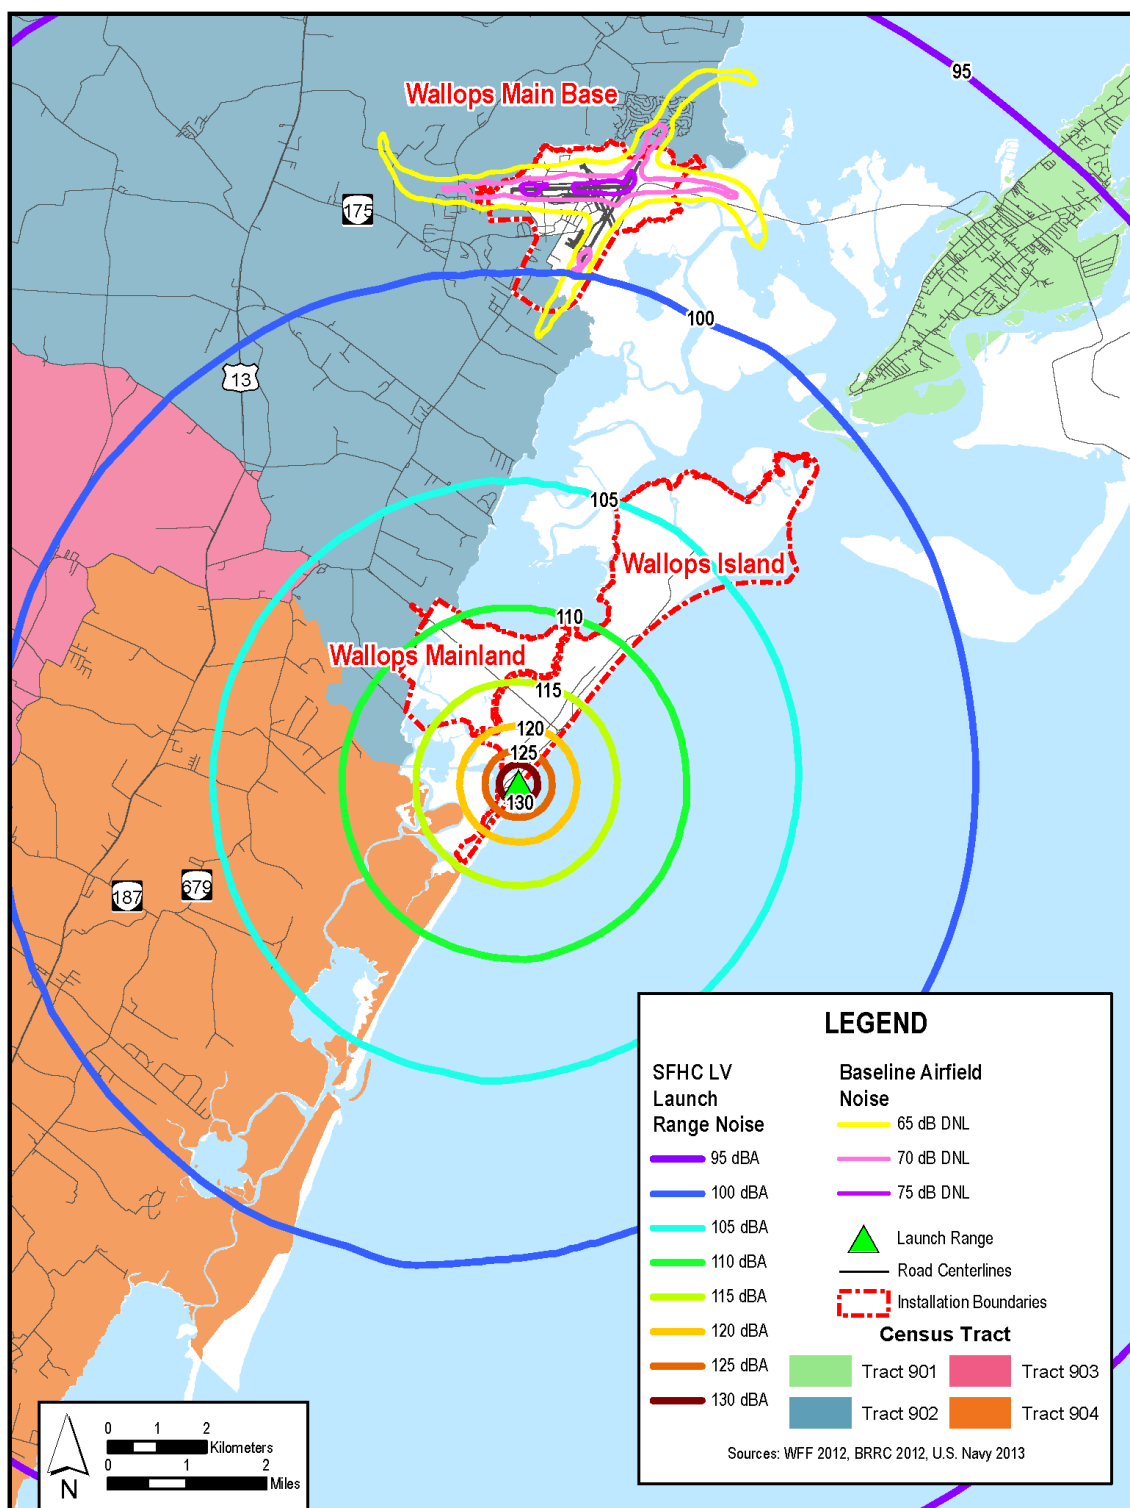 95
Wallops Main Base
175
100
13
105
Wallops Island
110
Wallops Mainland
115
120
125
130
187
679
LEGEND
SFHC LV
Launch
Range Noise
95 dBA
100 dBA
105 dBA
110 dBA
115 dBA
120 dBA
125 dBA
130 dBA
Baseline Airfield
Noise
65 dB DNL
70 dB DNL
75 dB DNL
Launch Range
Road Centerlines
Installation Boundaries
Census Tract
Tract 901
Tract 903
Tract 902
Tract 904
Sources: WFF 2012, BRRC 2012, U.S. Navy 2013
N
0 1 2
Kilometers
0 1 2
Miles